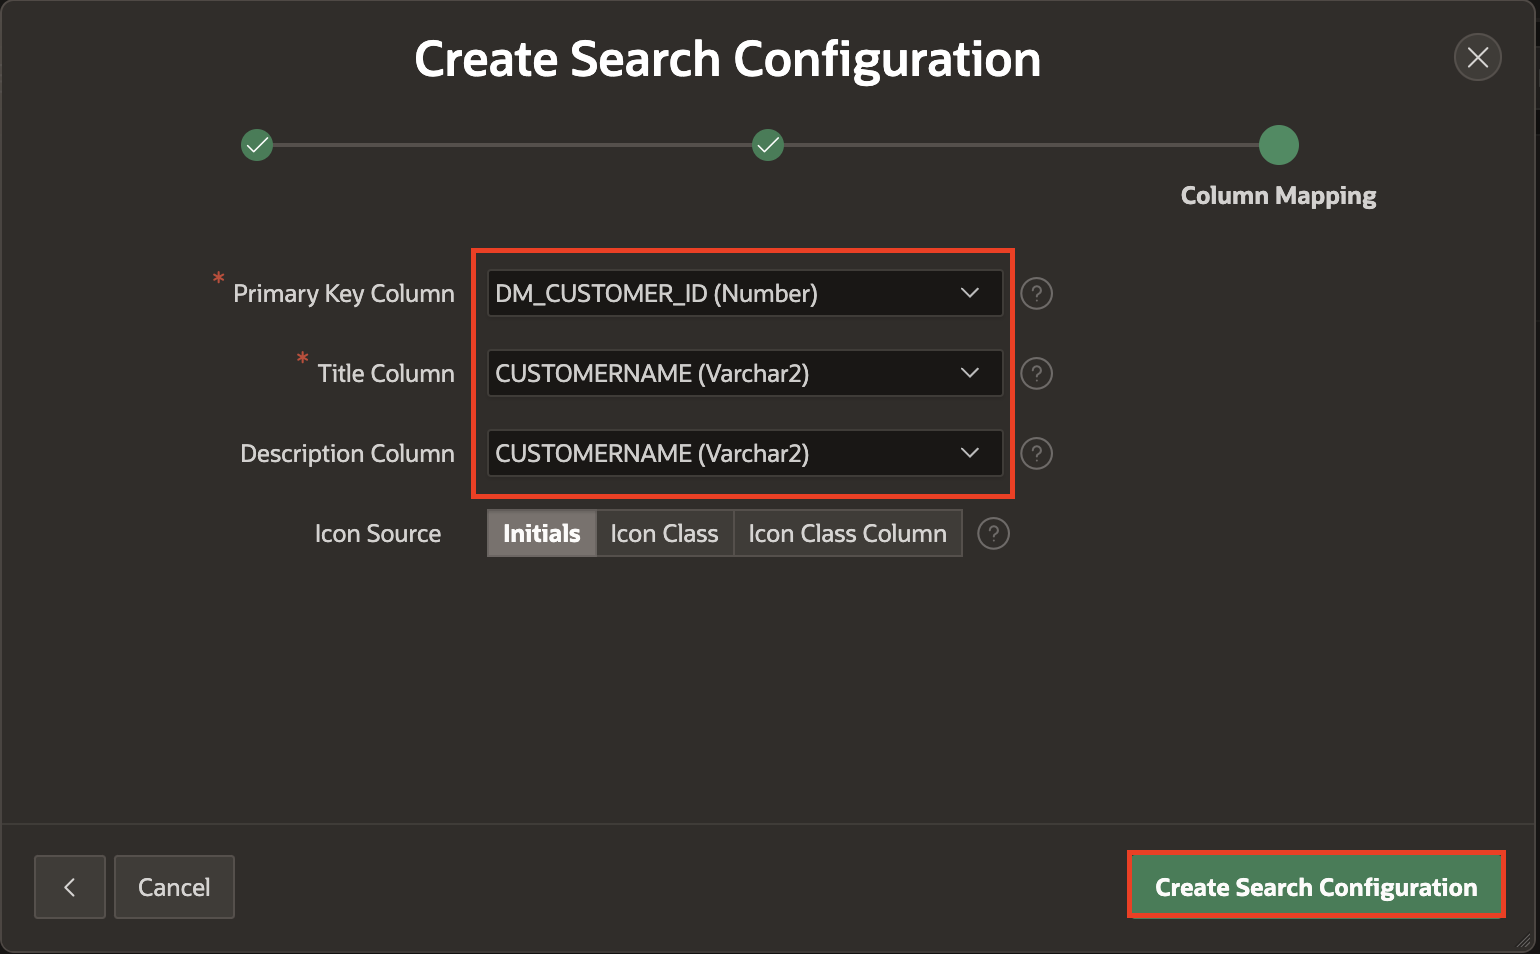 Create Search Configuration
Column Mapping
* Primary Key Column DM_CUSTOMER_ID (Number) ?
* Title Column CUSTOMERNAME (Varchar2) ?
Description Column CUSTOMERNAME (Varchar2) ?
Icon Source Initials Icon Class Icon Class Column ?
Cancel Create Search Configuration